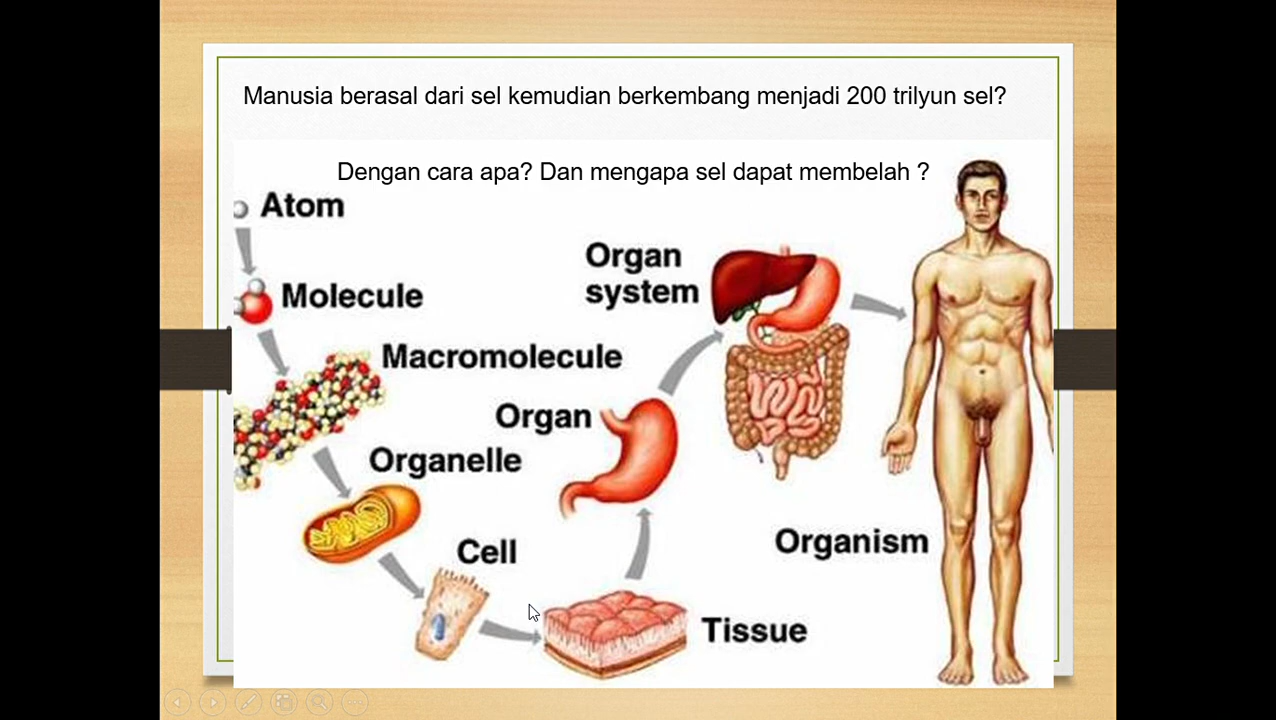 Manusia berasal dari sel kemudian berkembang menjadi 200 trilyun sel?
Dengan cara apa? Dan mengapa sel dapat membelah ?
Atom
Molecule
Macromolecule
Organelle
Cell
Tissue
Organ
Organ
system
Organism